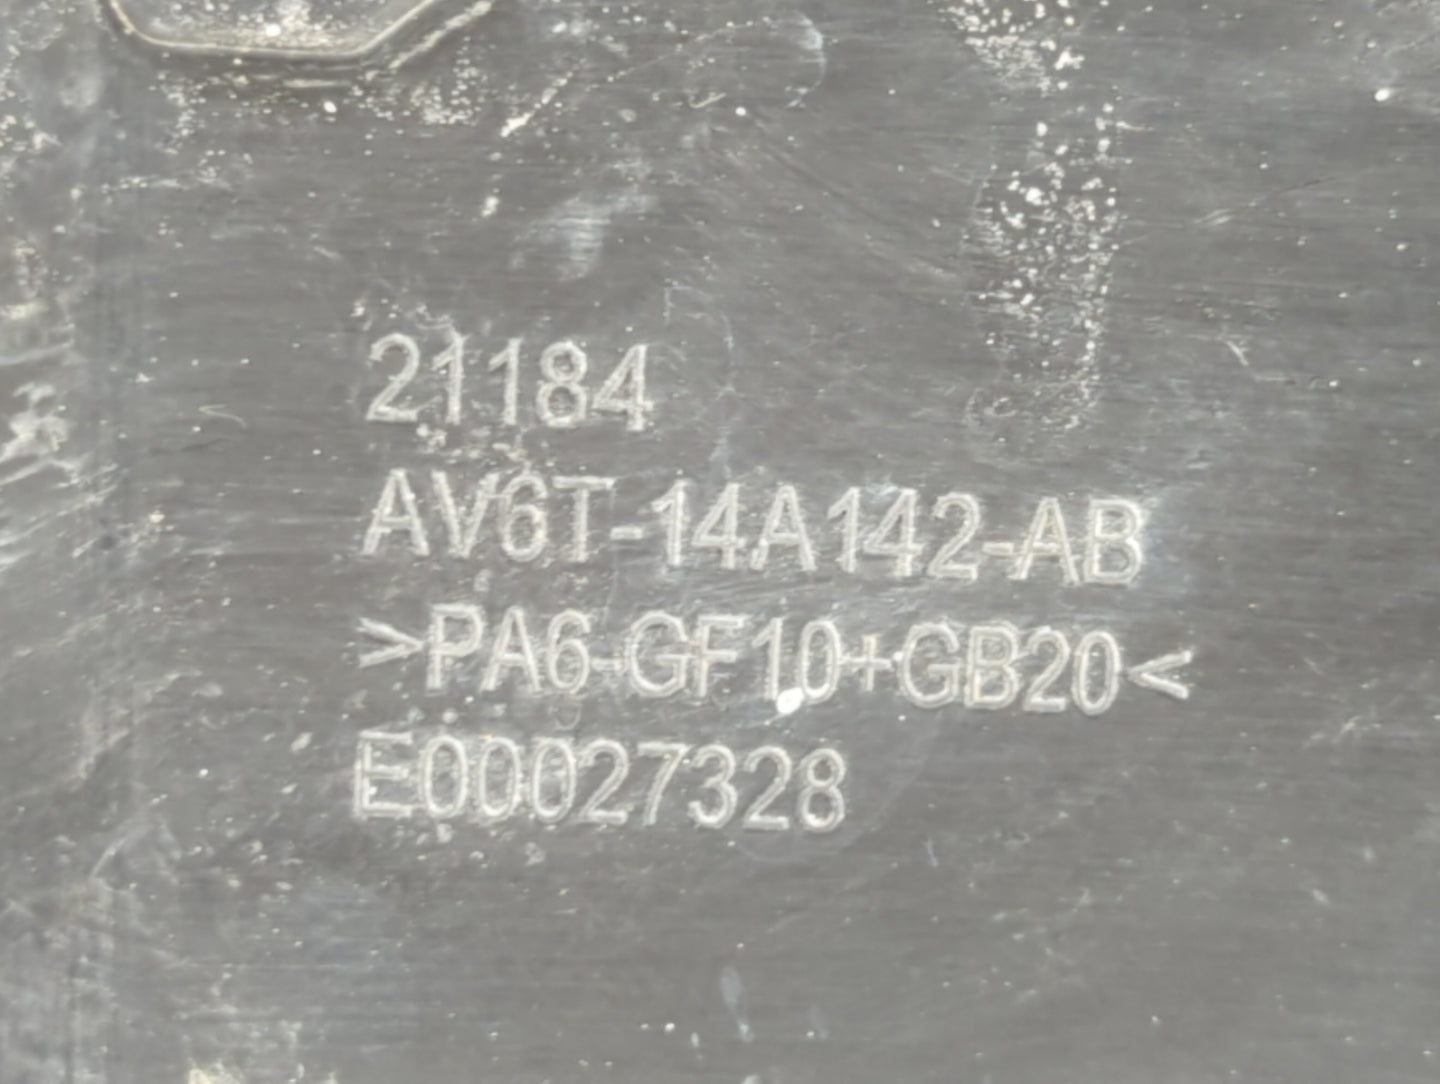 21184
AV6T-14A142-AB
>PA6-GF10+GB20<
E00027328